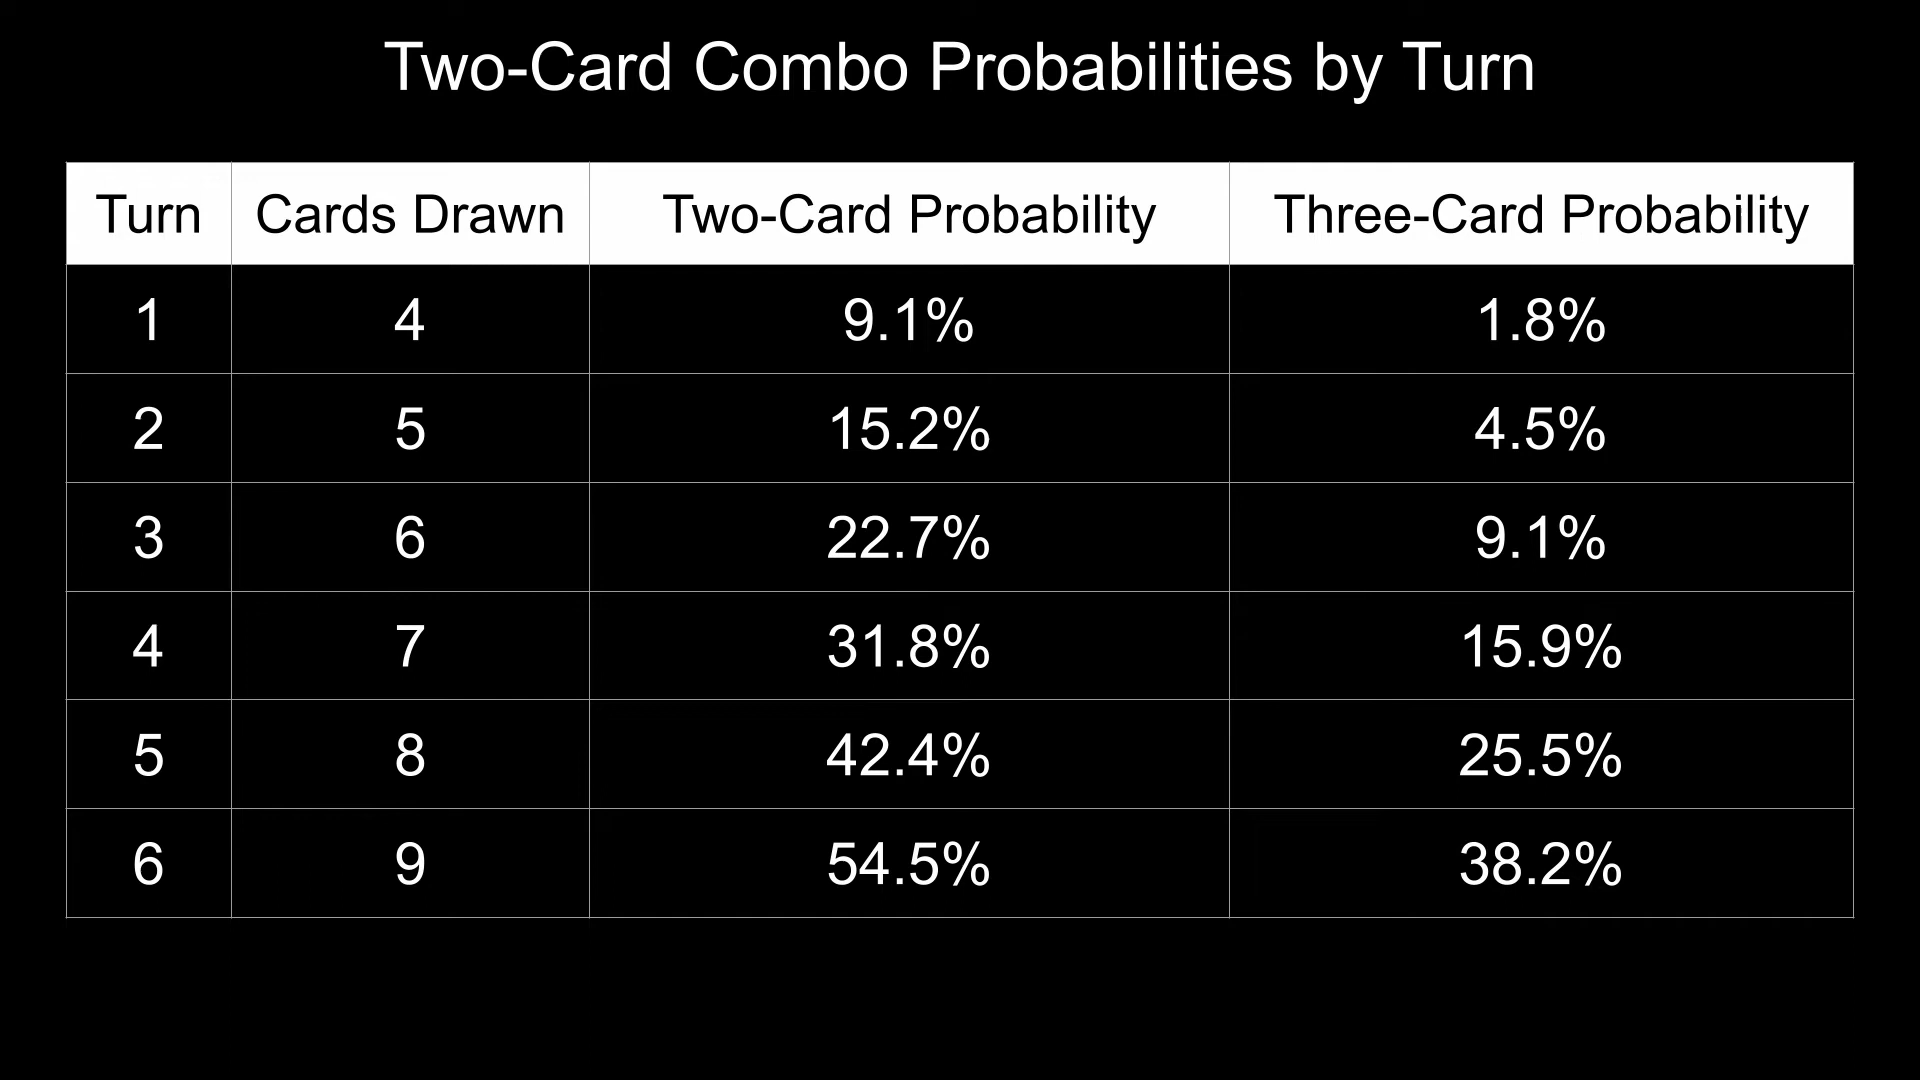 Two-Card Combo Probabilities by Turn
Turn Cards Drawn Two-Card Probability Three-Card Probability
1 4 9.1% 1.8%
2 5 15.2% 4.5%
3 6 22.7% 9.1%
4 7 31.8% 15.9%
5 8 42.4% 25.5%
6 9 54.5% 38.2%